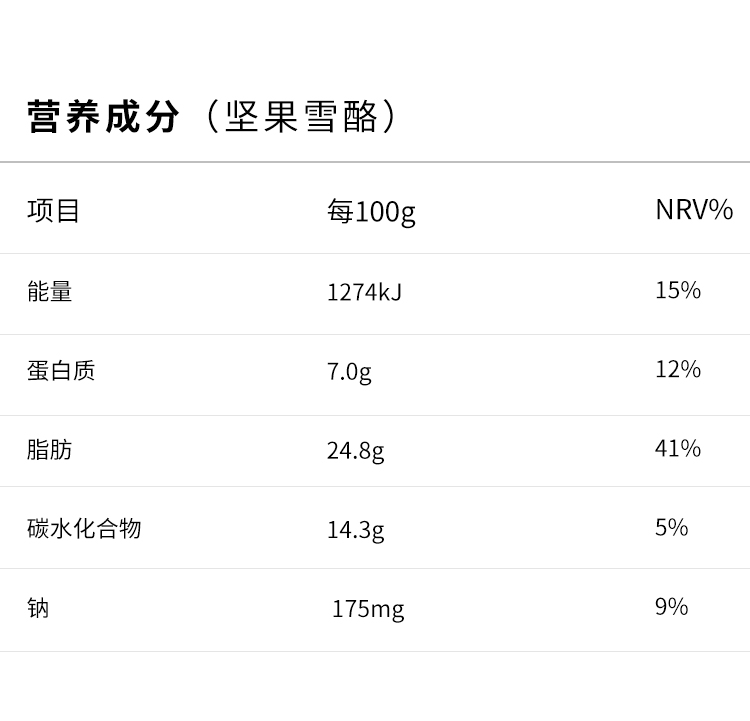 营养成分（坚果雪酪）
项目 每100g NRV%
能量 1274kJ 15%
蛋白质 7.0g 12%
脂肪 24.8g 41%
碳水化合物 14.3g 5%
钠 175mg 9%